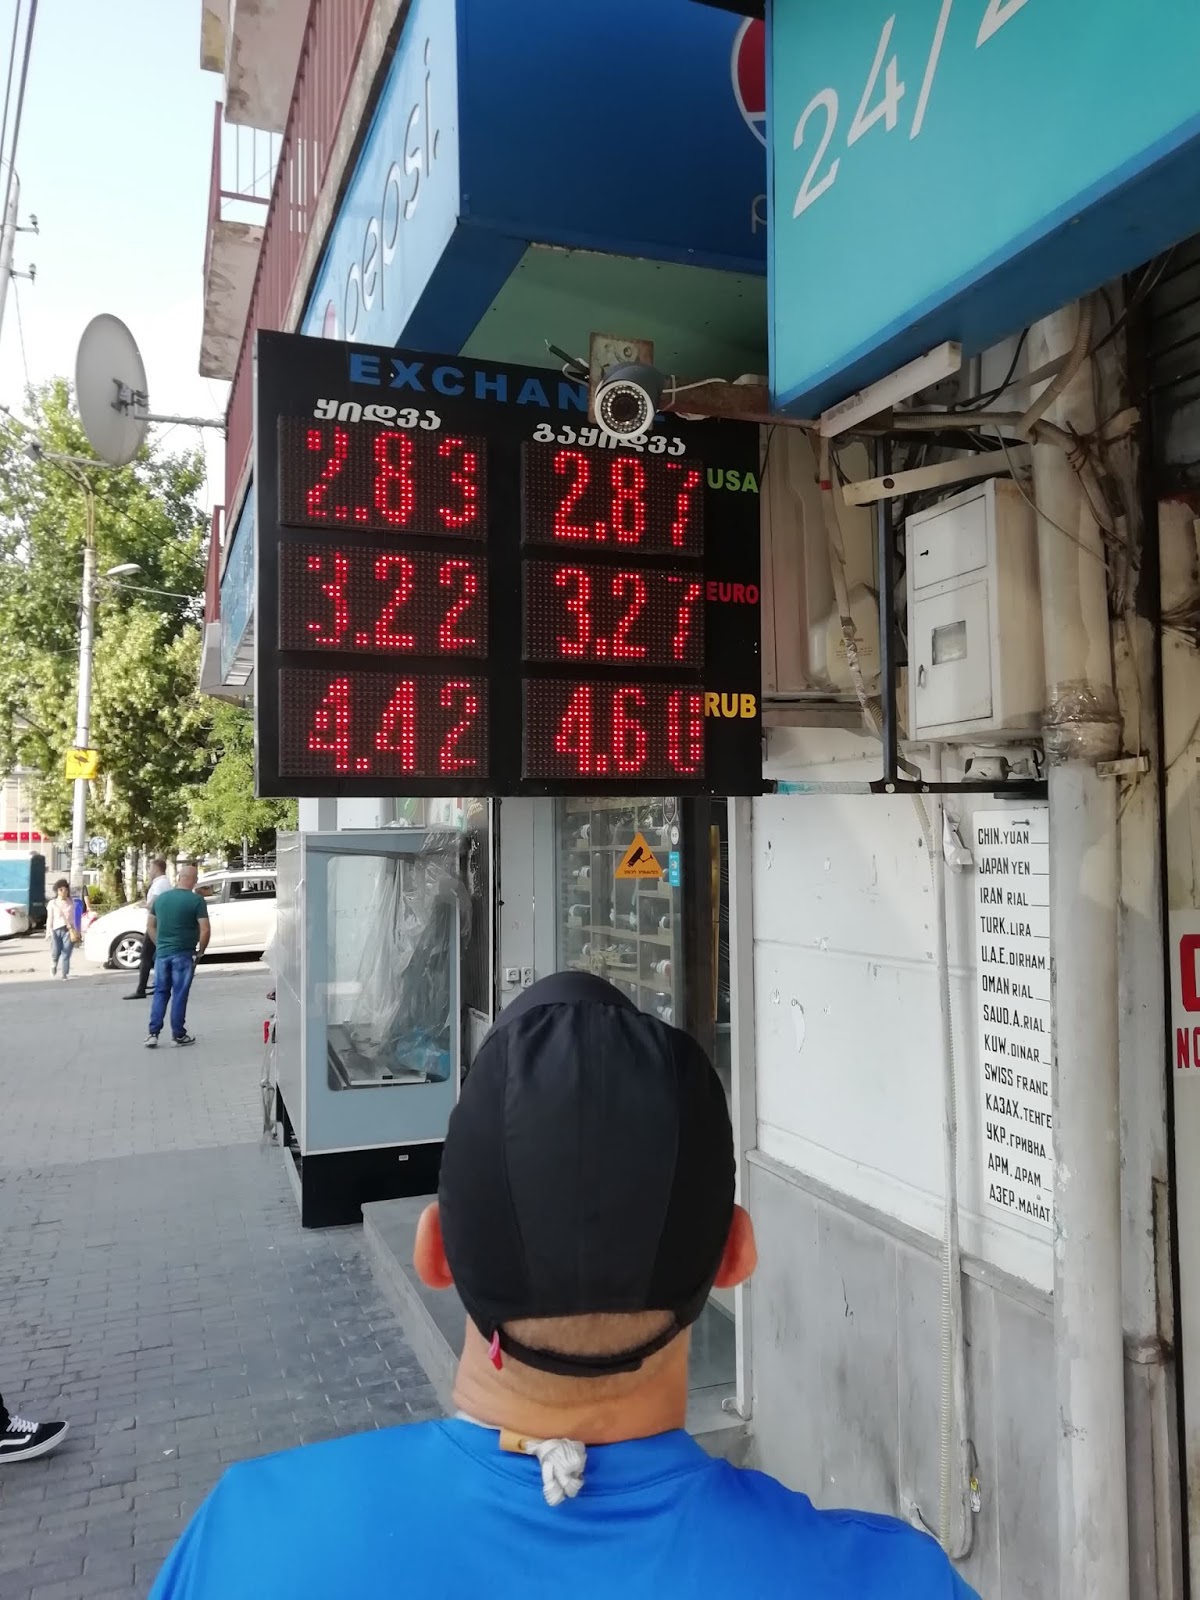 24/
pepsi.
EXCHAN
ყიდვა გაყიდვა
2.83 2.87 USA
3.22 3.27 EURO
4.42 4.60 RUB
CHIN.YUAN
JAPAN YEN
IRAN RIAL
TURK.LIRA
U.A.E.DIRHAM
OMAN RIAL
SAUD.A.RIAL
KUW.DINAR
SWISS FRANC
КАЗАХ.ТЕНГЕ
УКР.ГРИВНА
АРМ.ДРАМ
АЗЕР.МАНАТ